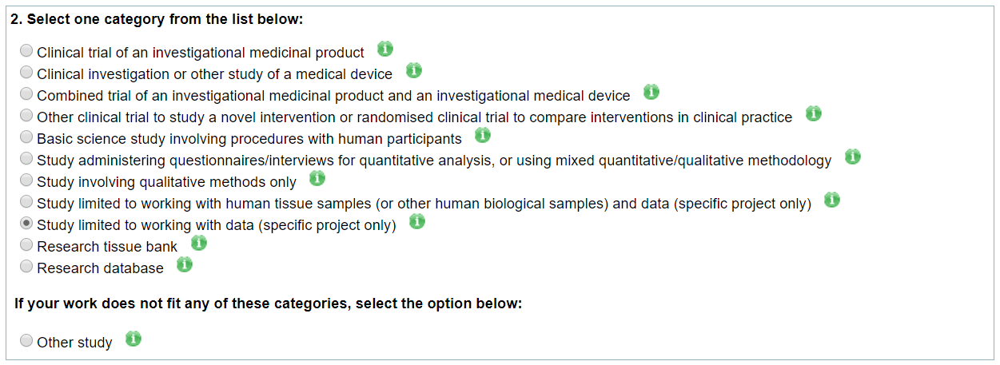 2. Select one category from the list below:
Clinical trial of an investigational medicinal product
Clinical investigation or other study of a medical device
Combined trial of an investigational medicinal product and an investigational medical device
Other clinical trial to study a novel intervention or randomised clinical trial to compare interventions in clinical practice
Basic science study involving procedures with human participants
Study administering questionnaires/interviews for quantitative analysis, or using mixed quantitative/qualitative methodology
Study involving qualitative methods only
Study limited to working with human tissue samples (or other human biological samples) and data (specific project only)
Study limited to working with data (specific project only)
Research tissue bank
Research database
If your work does not fit any of these categories, select the option below:
Other study